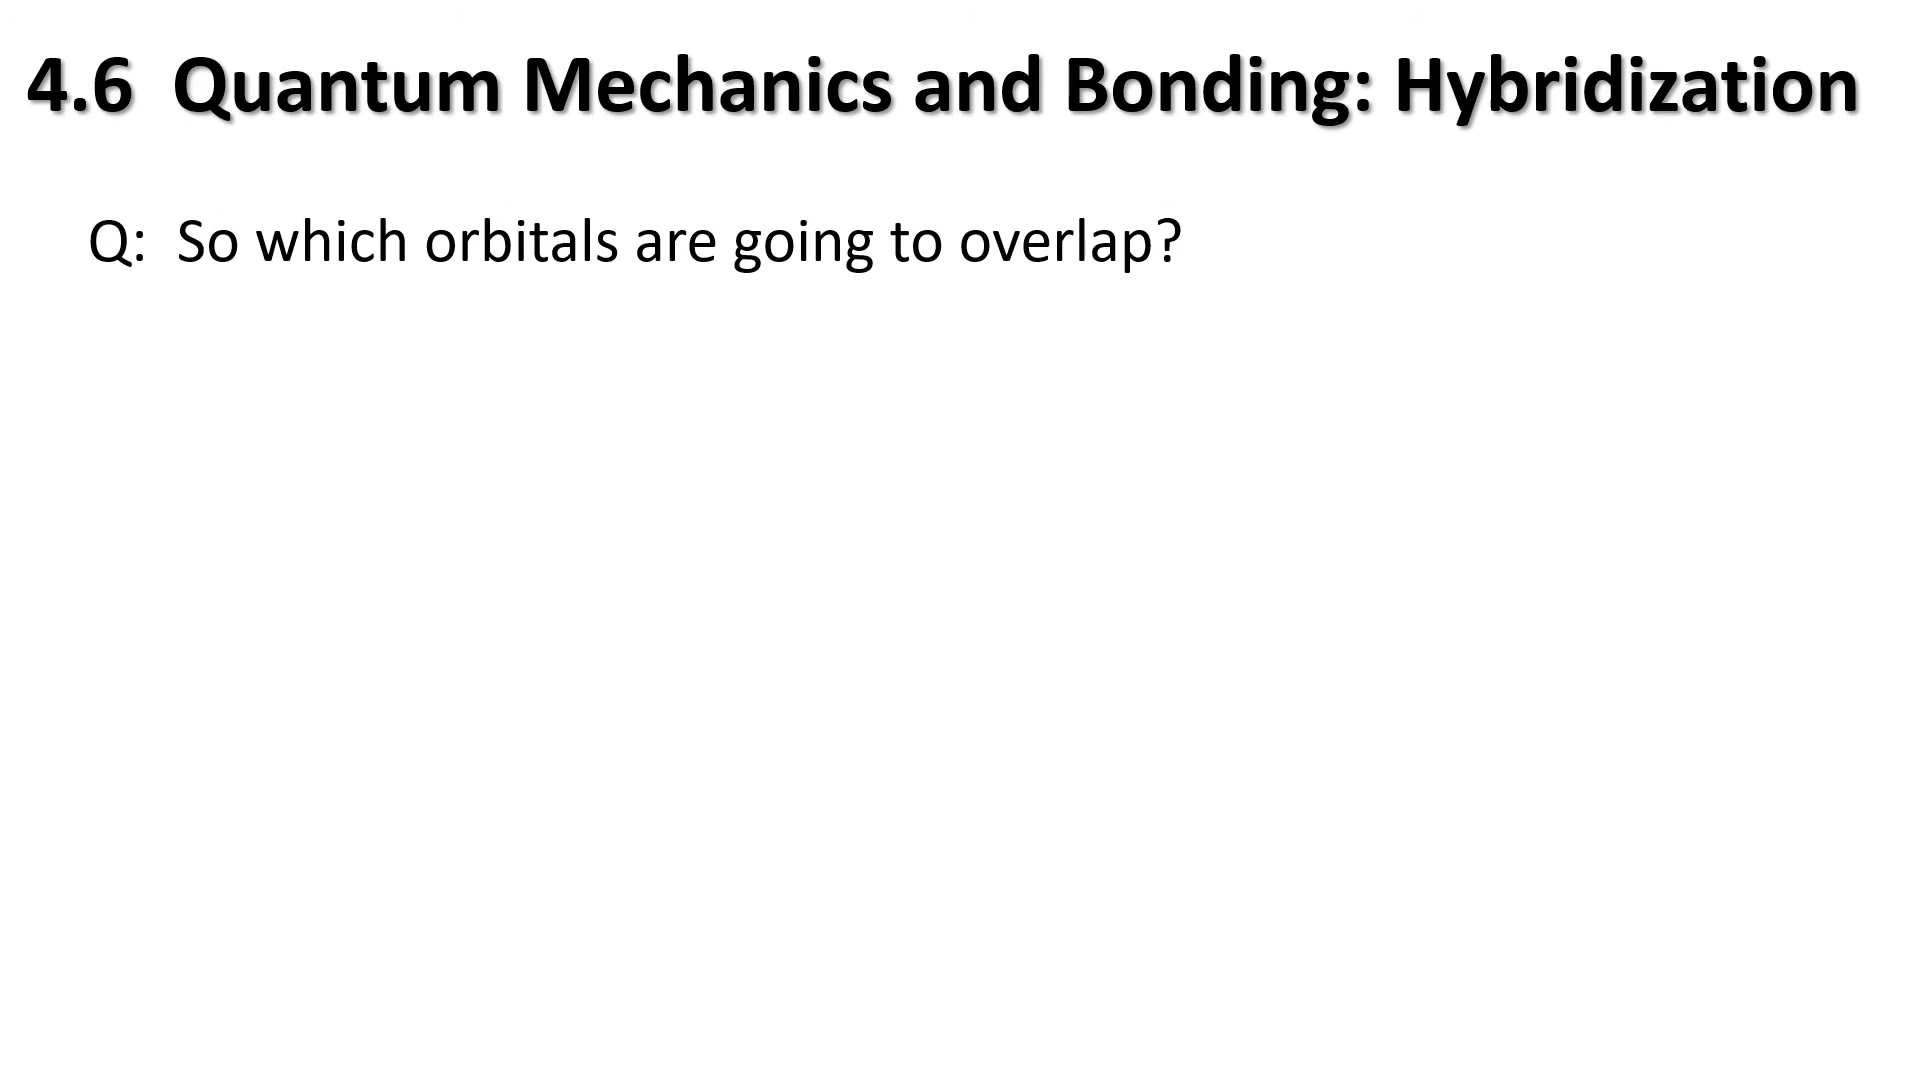 4.6  Quantum Mechanics and Bonding: Hybridization
Q:  So which orbitals are going to overlap?